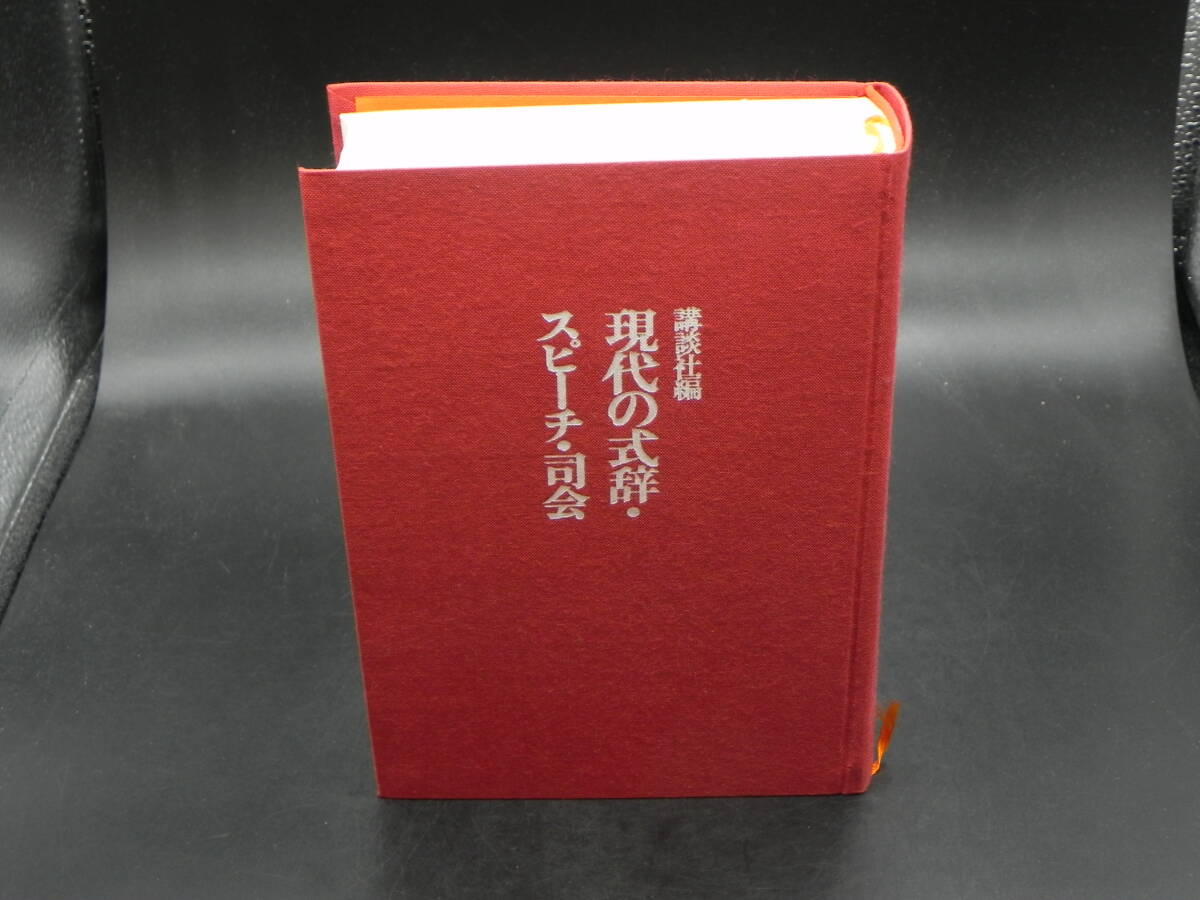 講談社編
現代の式辞・
スピーチ・司会